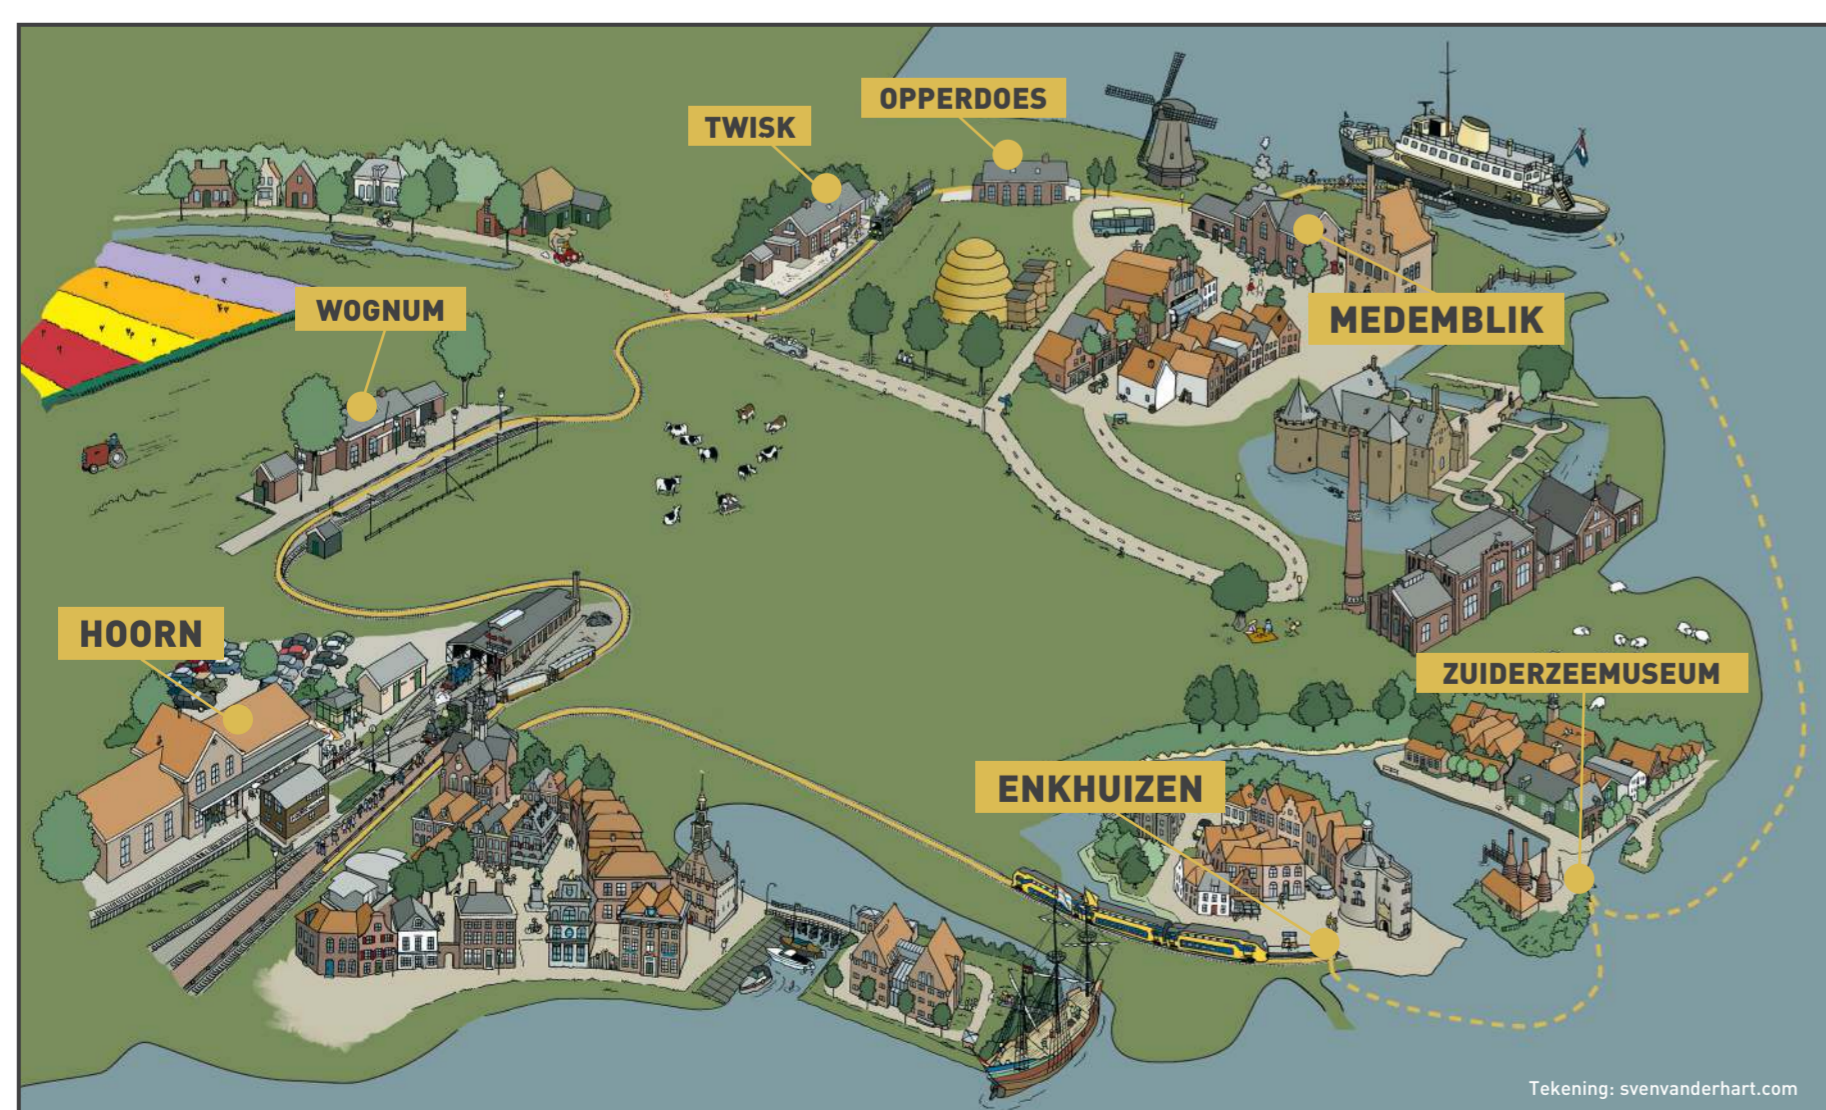 OPPERDOES
TWISK
WOGNUM
MEDEMBLIK
HOORN
ZUIDERZEEMUSEUM
ENKHUIZEN
Tekening: svenvanderhart.com